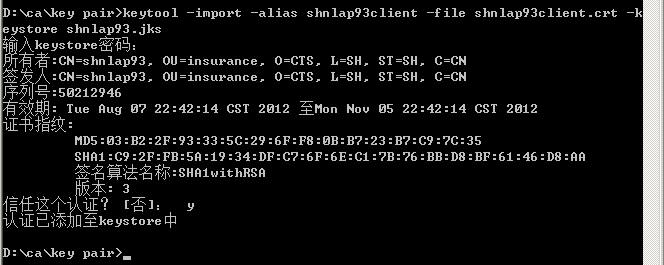 D:\ca\key pair>keytool -import -alias shnlap93client -file shnlap93client.crt -k
eystore shnlap93.jks
输入keystore密码：
所有者:CN=shnlap93, OU=insurance, O=CTS, L=SH, ST=SH, C=CN
签发人:CN=shnlap93, OU=insurance, O=CTS, L=SH, ST=SH, C=CN
序列号:50212946
有效期: Tue Aug 07 22:42:14 CST 2012 至Mon Nov 05 22:42:14 CST 2012
证书指纹:
MD5:03:B2:2F:93:33:5C:29:6F:F8:0B:B7:23:B7:C9:7C:35
SHA1:C9:2F:FB:5A:19:34:DF:C7:6F:6E:C1:7B:76:BB:D8:BF:61:46:D8:AA
签名算法名称:SHA1withRSA
版本: 3
信任这个认证？ [否]： y
认证已添加至keystore中
D:\ca\key pair>_